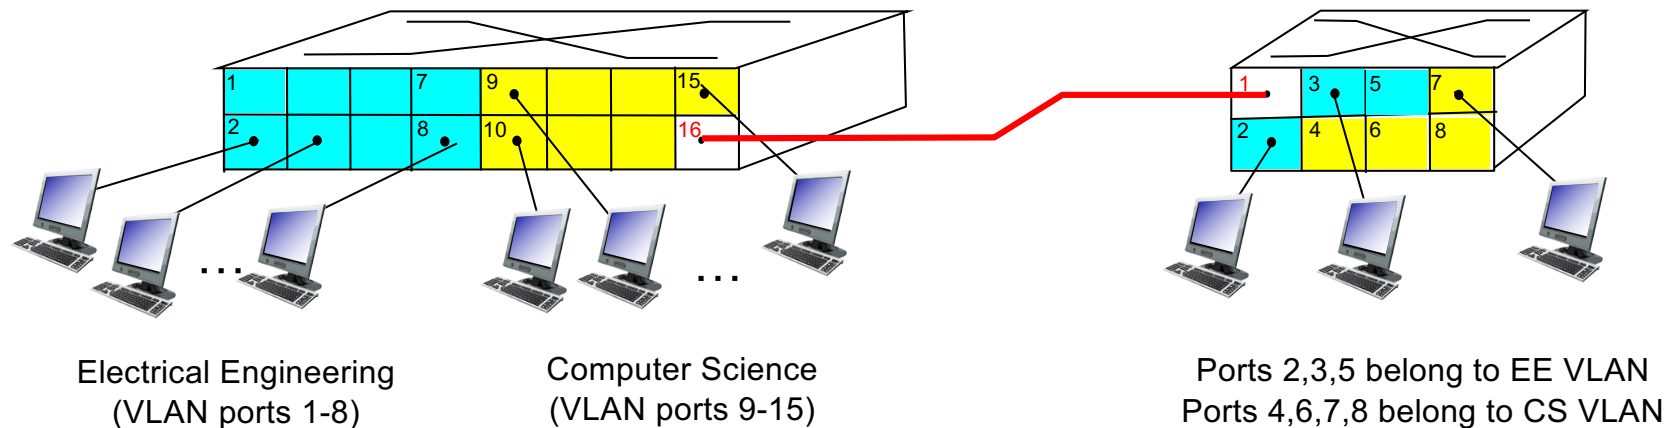 1 7 9 15
2 8 10 16
1 3 5 7
2 4 6 8
... ...
Electrical Engineering
(VLAN ports 1-8)
Computer Science
(VLAN ports 9-15)
Ports 2,3,5 belong to EE VLAN
Ports 4,6,7,8 belong to CS VLAN